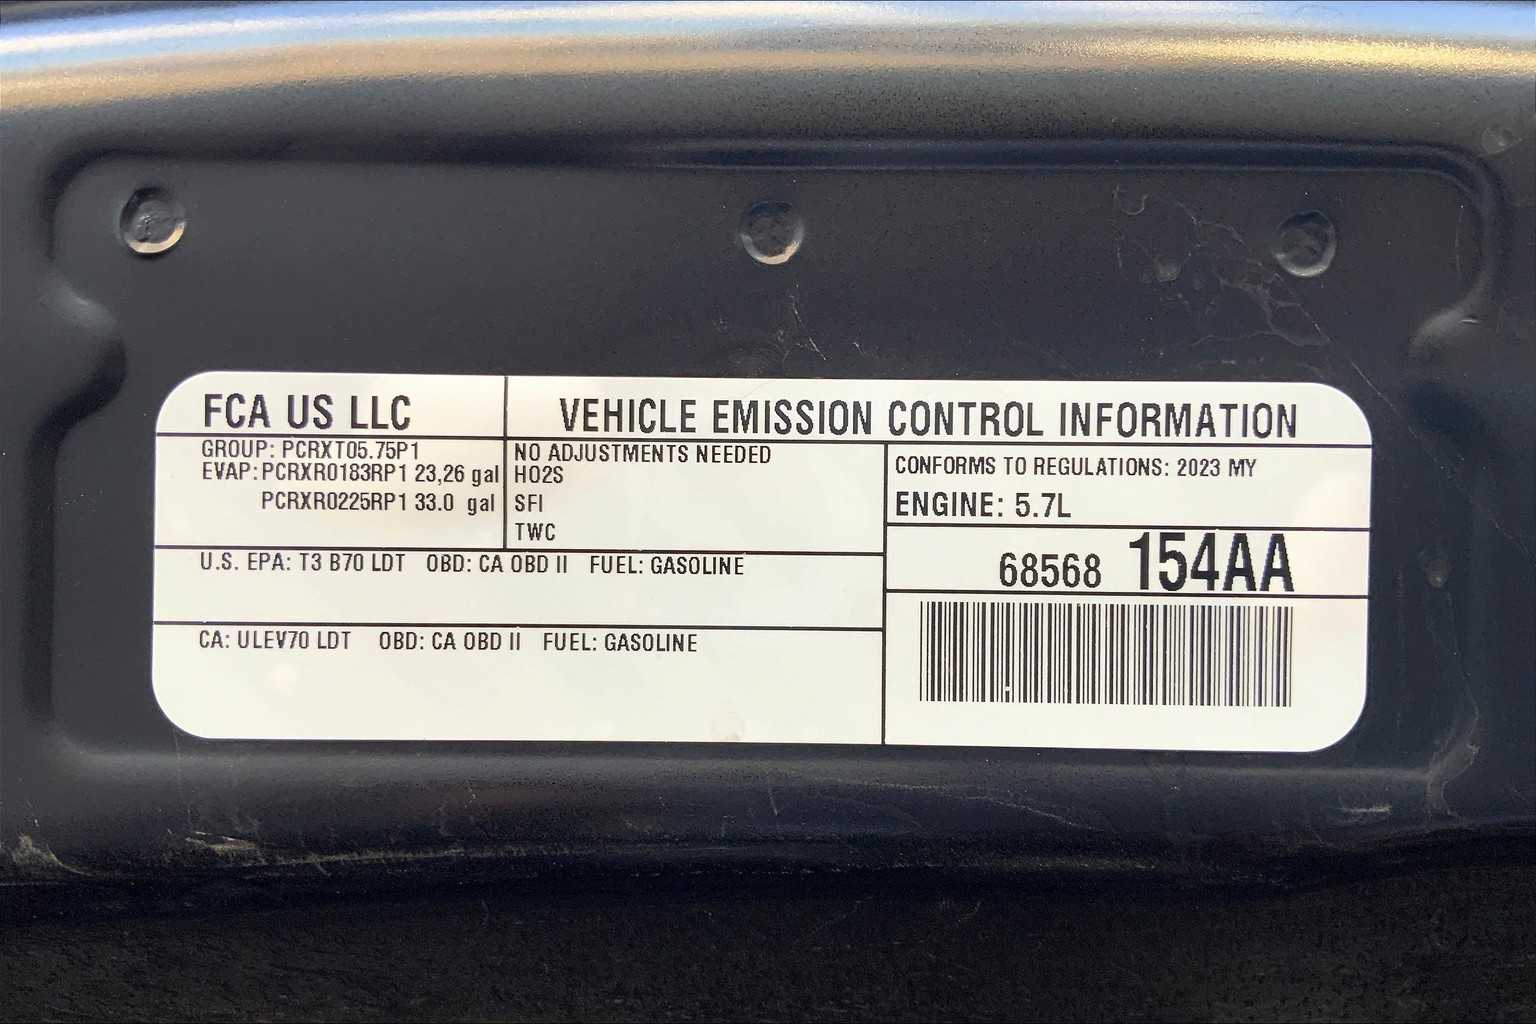 FCA US LLC
VEHICLE EMISSION CONTROL INFORMATION
GROUP: PCRXT05.75P1
EVAP: PCRXR0183RP1 23,26 gal
PCRXR0225RP1 33.0 gal
NO ADJUSTMENTS NEEDED
HO2S
SFI
TWC
CONFORMS TO REGULATIONS: 2023 MY
ENGINE: 5.7L
68568 154AA
U.S. EPA: T3 B70 LDT OBD: CA OBD II FUEL: GASOLINE
CA: ULEV70 LDT OBD: CA OBD II FUEL: GASOLINE